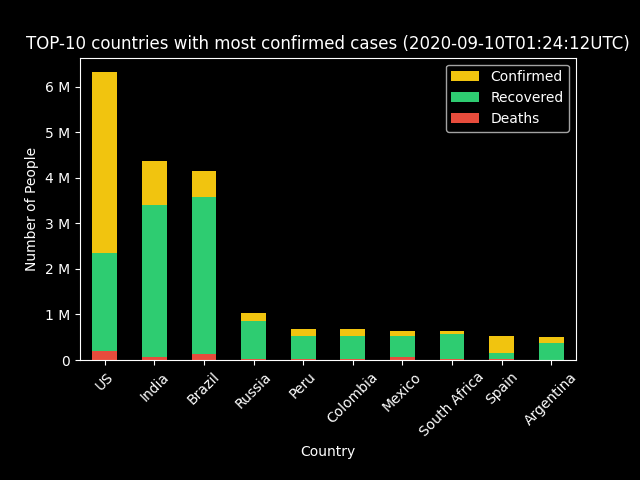 TOP-10 countries with most confirmed cases (2020-09-10T01:24:12UTC)
Confirmed
Recovered
Deaths
Number of People
6 M
5 M
4 M
3 M
2 M
1 M
0
US
India
Brazil
Russia
Peru
Colombia
Mexico
South Africa
Spain
Argentina
Country